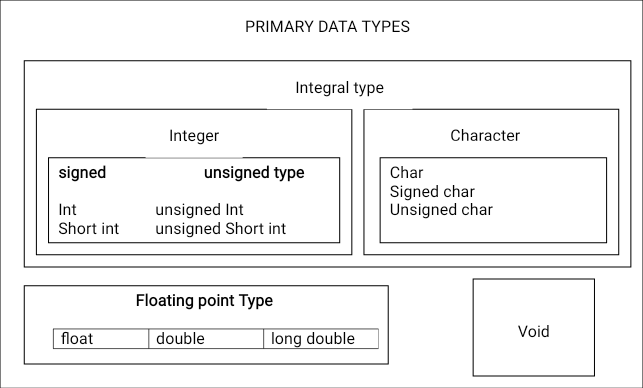 PRIMARY DATA TYPES
Integral type
Integer
signed unsigned type
Int unsigned Int
Short int unsigned Short int
Character
Char
Signed char
Unsigned char
Floating point Type
float double long double
Void